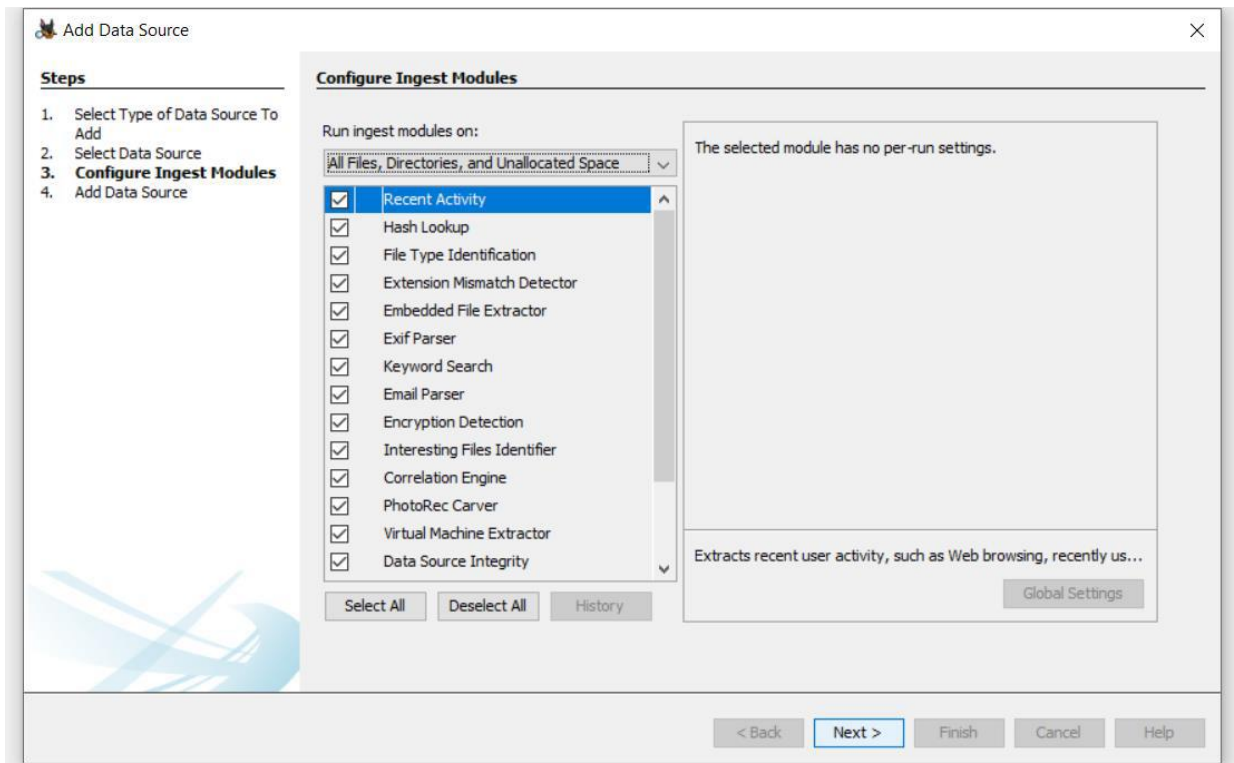 Add Data Source
Steps
1. Select Type of Data Source To
Add
2. Select Data Source
3. Configure Ingest Modules
4. Add Data Source
Configure Ingest Modules
Run ingest modules on:
All Files, Directories, and Unallocated Space
Recent Activity
Hash Lookup
File Type Identification
Extension Mismatch Detector
Embedded File Extractor
Exif Parser
Keyword Search
Email Parser
Encryption Detection
Interesting Files Identifier
Correlation Engine
PhotoRec Carver
Virtual Machine Extractor
Data Source Integrity
Select All
Deselect All
History
The selected module has no per-run settings.
Extracts recent user activity, such as Web browsing, recently us...
Global Settings
< Back
Next >
Finish
Cancel
Help